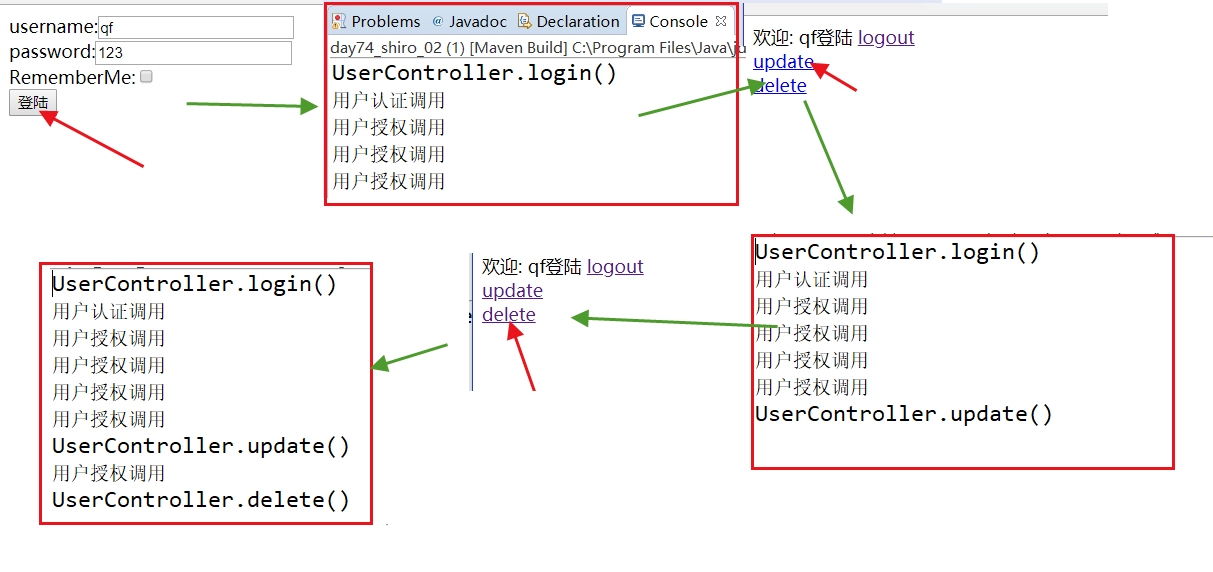 username:qf
password:123
RememberMe:
登陆
Problems @ Javadoc Declaration Console
day74_shiro_02 (1) [Maven Build] C:\Program Files\Java\ju
UserController.login()
用户认证调用
用户授权调用
用户授权调用
用户授权调用
欢迎: qf登陆 logout
update
delete
UserController.login()
用户认证调用
用户授权调用
用户授权调用
用户授权调用
用户授权调用
UserController.update()
欢迎: qf登陆 logout
update
delete
UserController.login()
用户认证调用
用户授权调用
用户授权调用
用户授权调用
用户授权调用
UserController.update()
用户授权调用
UserController.delete()